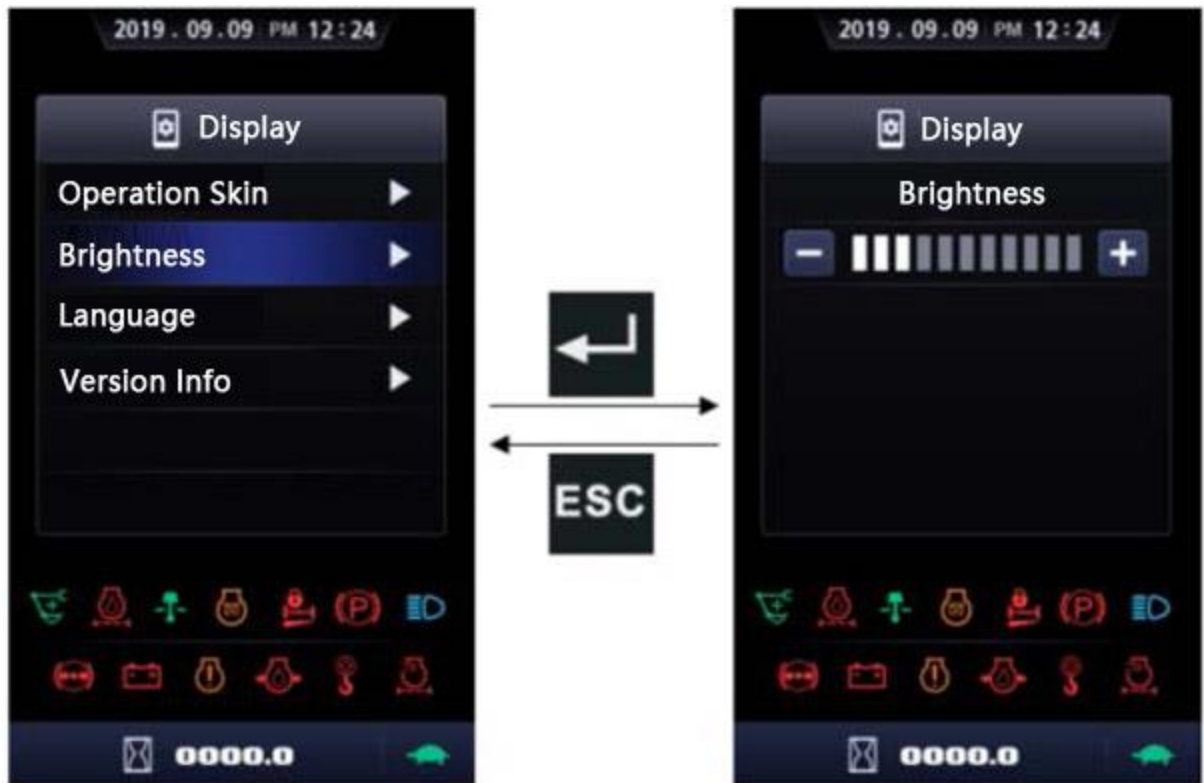 2019 . 09 . 09 PM 12 : 24
Display
Operation Skin
Brightness
Language
Version Info
0000.0
ESC
2019 . 09 . 09 PM 12 : 24
Display
Brightness
0000.0